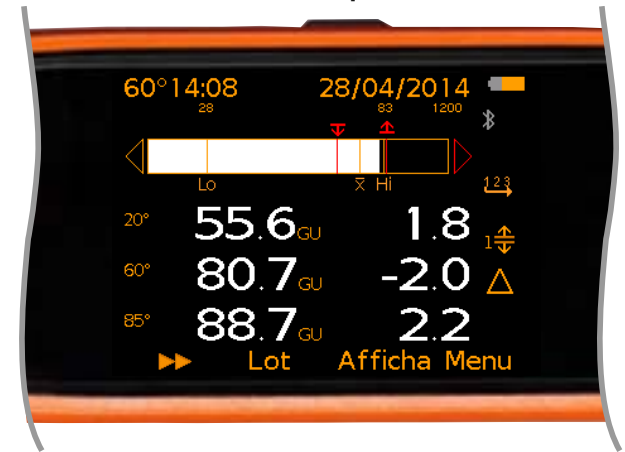 60°14:08 28/04/2014
28 83 1200
Lo x̅ Hi
123
20° 55.6GU 1.8
1
60° 80.7GU -2.0
85° 88.7GU 2.2
Lot Afficha Menu